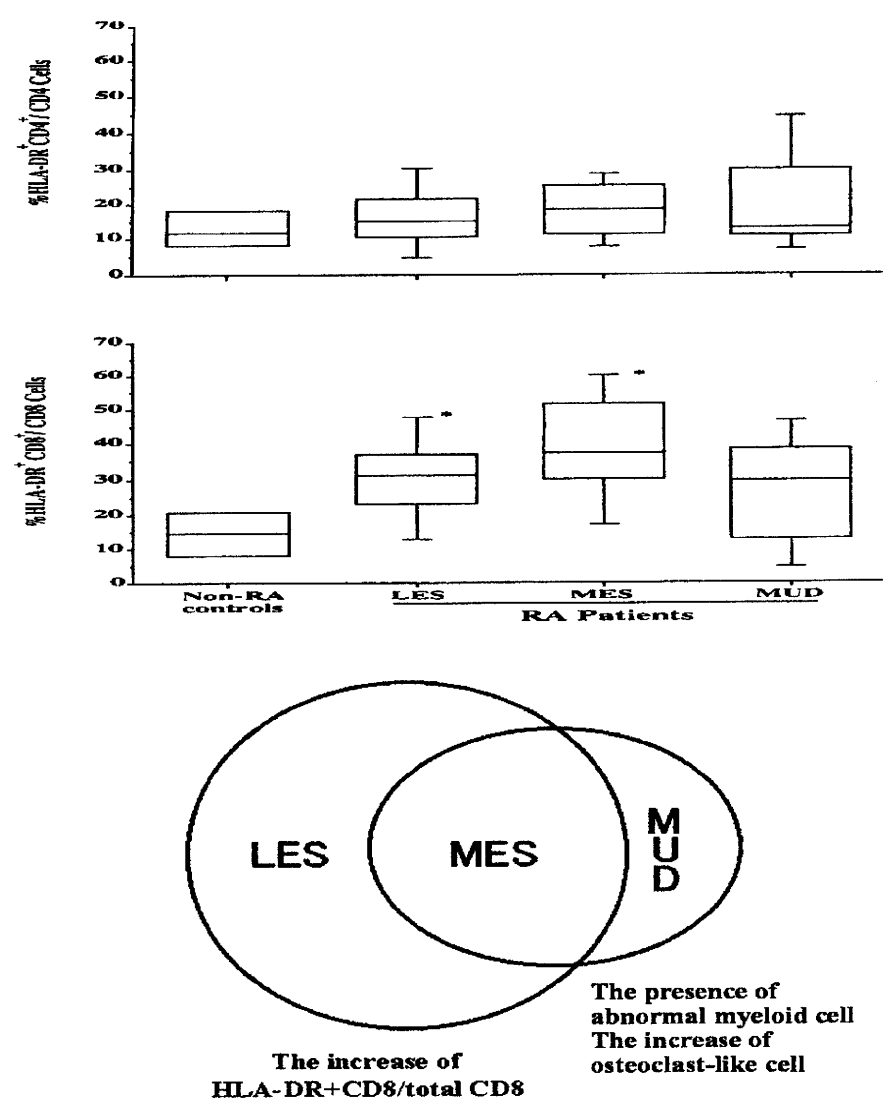 70
60
50
40
30
20
10
0
%HLA-DR+CD4+/CD4 Cells
70
60
50
40
30
20
10
0
%HLA-DR+CD8+/CD8 Cells
*
*
Non-RA
controls
LES
MES
MUD
RA Patients
LES
MES
MUD
The presence of
abnormal myeloid cell
The increase of
osteoclast-like cell
The increase of
HLA-DR+CD8/total CD8